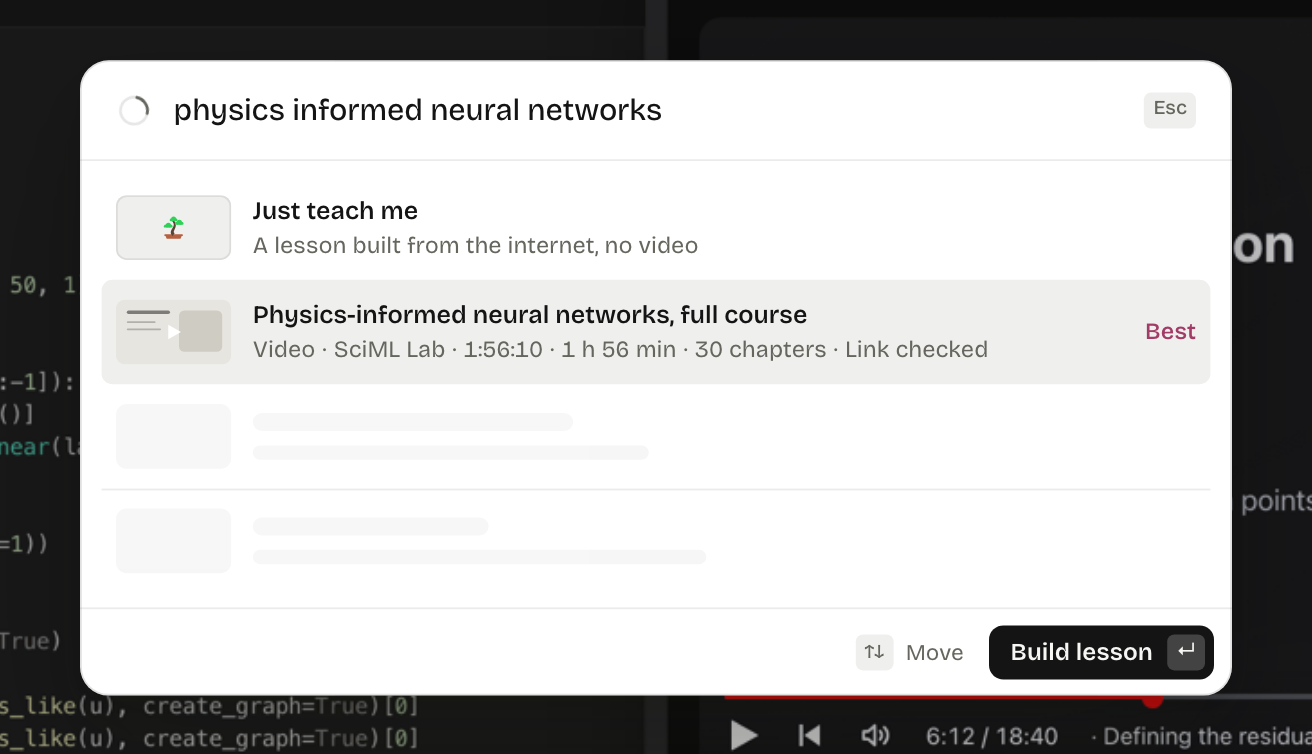 physics informed neural networks
Esc
Just teach me
A lesson built from the internet, no video
Physics-informed neural networks, full course
Video · SciML Lab · 1:56:10 · 1 h 56 min · 30 chapters · Link checked
Best
Move
Build lesson
50, 1
:-1]):
()]
near(la
=1))
True)
s_like(u), create_graph=True)[0]
s_like(u), create_graph=True)[0]
on
points
6:12 / 18:40
· Defining the residua